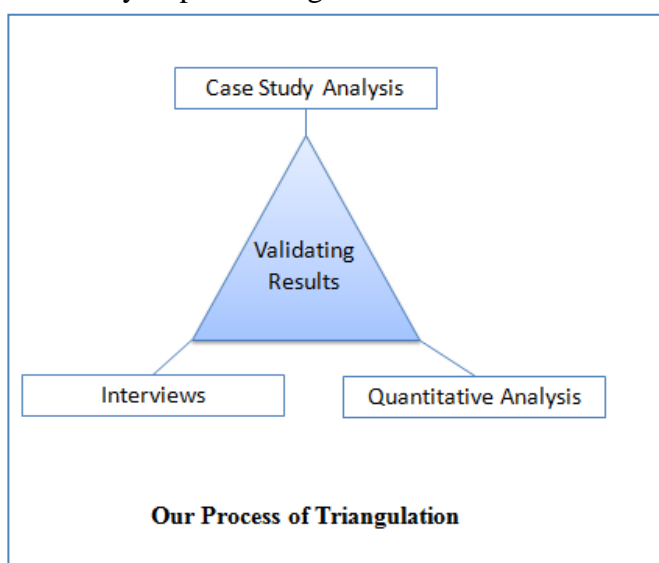 Case Study Analysis
Validating
Results
Interviews
Quantitative Analysis
Our Process of Triangulation